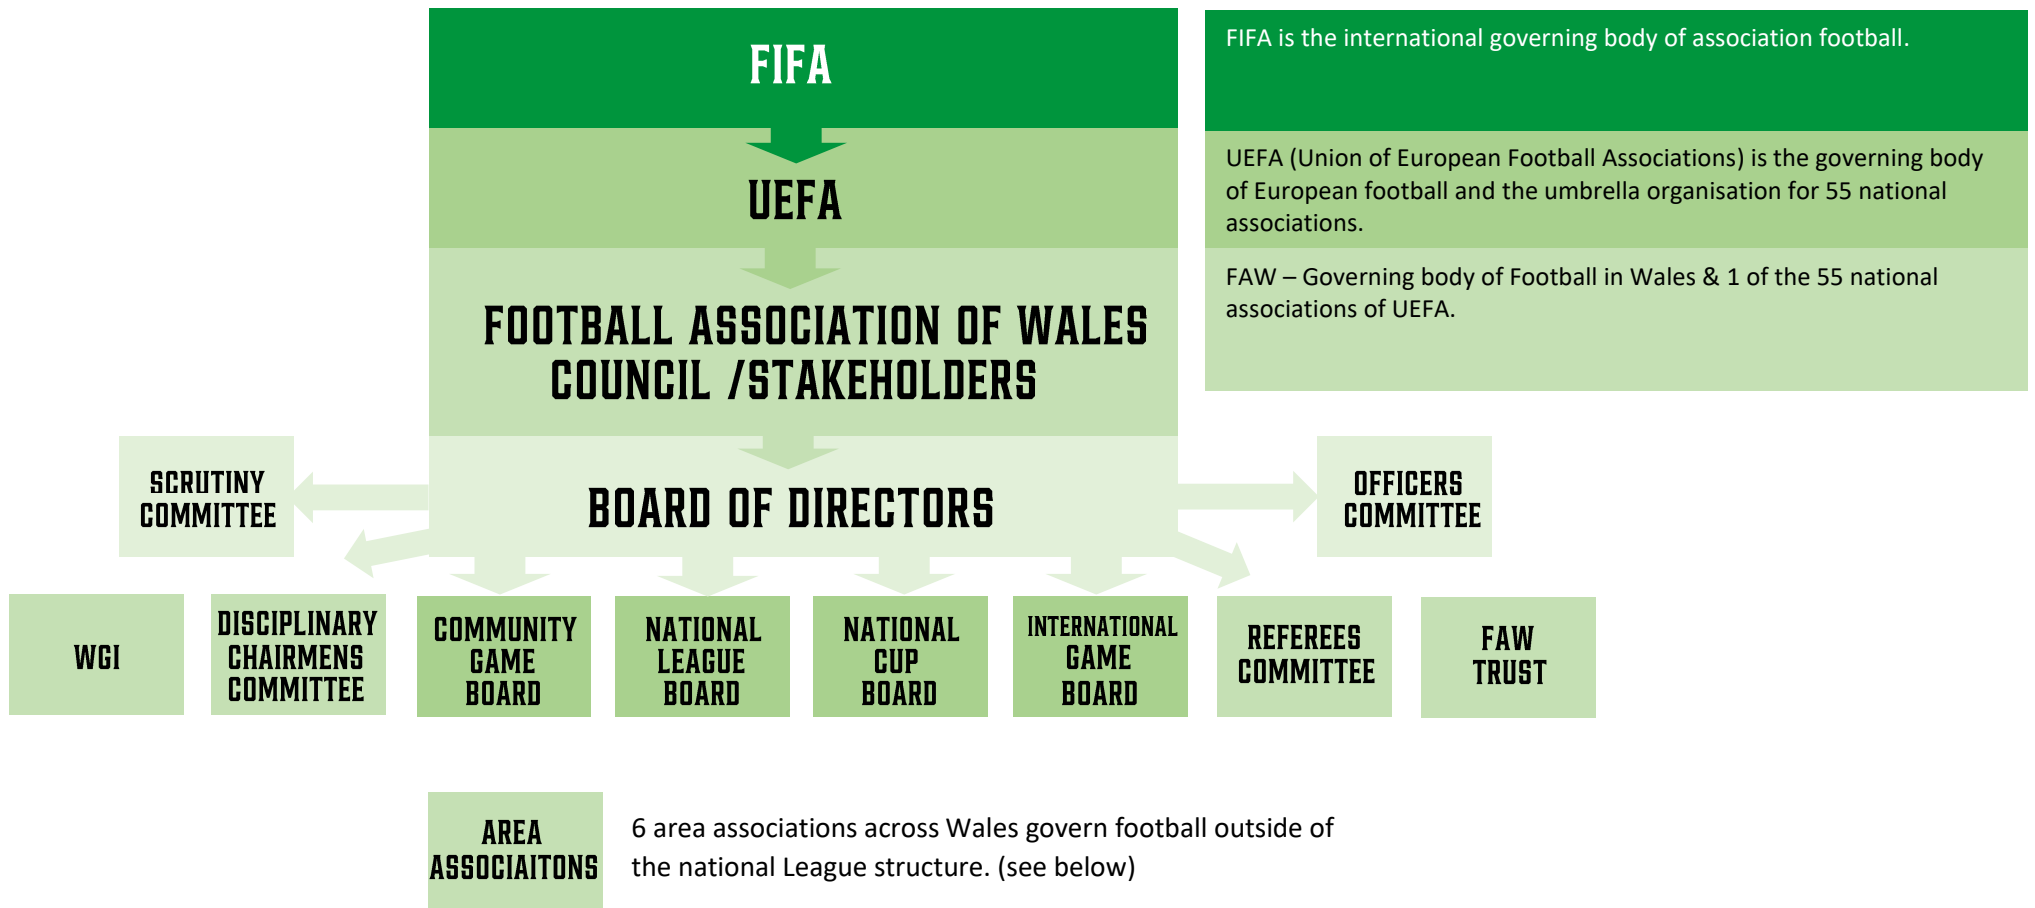 FIFA
FIFA is the international governing body of association football.
UEFA
UEFA (Union of European Football Associations) is the governing body
of European football and the umbrella organisation for 55 national
associations.
FOOTBALL ASSOCIATION OF WALES
COUNCIL /STAKEHOLDERS
FAW – Governing body of Football in Wales & 1 of the 55 national
associations of UEFA.
SCRUTINY
COMMITTEE
BOARD OF DIRECTORS
OFFICERS
COMMITTEE
WGI
DISCIPLINARY
CHAIRMENS
COMMITTEE
COMMUNITY
GAME
BOARD
NATIONAL
LEAGUE
BOARD
NATIONAL
CUP
BOARD
INTERNATIONAL
GAME
BOARD
REFEREES
COMMITTEE
FAW
TRUST
AREA
ASSOCIAITONS
6 area associations across Wales govern football outside of
the national League structure. (see below)